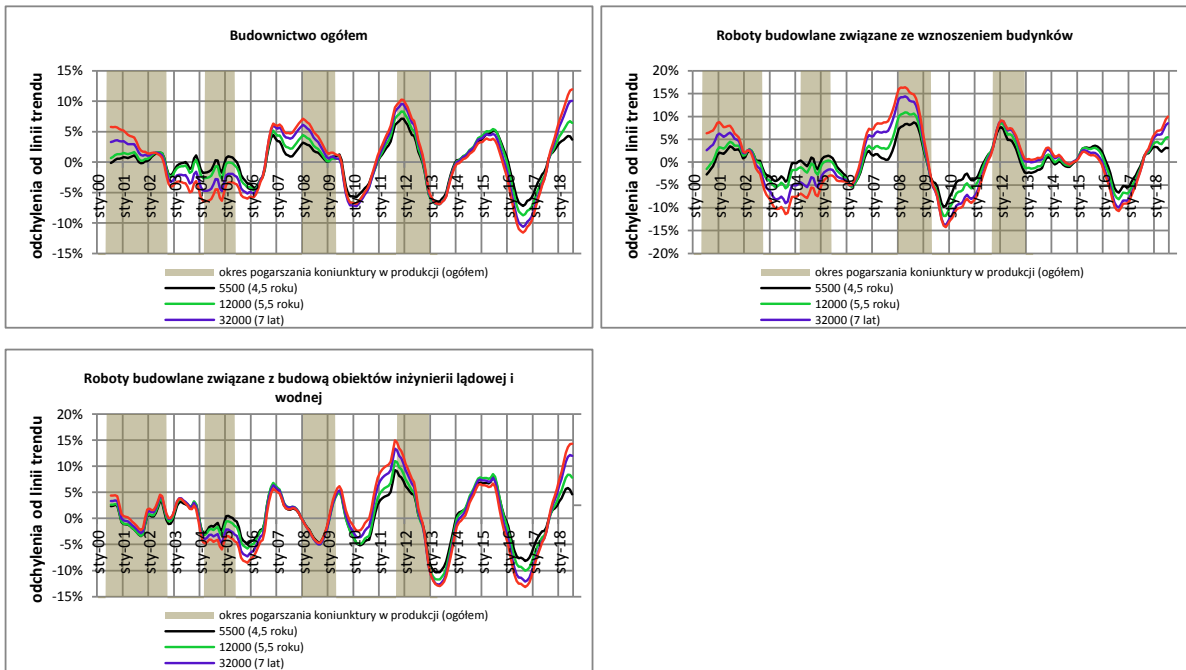 Budownictwo ogółem
odchylenia od linii trendu
15%
10%
5%
0%
-5%
-10%
-15%
sty-00
sty-01
sty-02
sty-03
sty-04
sty-05
sty-06
sty-07
sty-08
sty-09
sty-10
sty-11
sty-12
sty-13
sty-14
sty-15
sty-16
sty-17
sty-18
okres pogarszania koniunktury w produkcji (ogółem)
5500 (4,5 roku)
12000 (5,5 roku)
32000 (7 lat)
Roboty budowlane związane ze wznoszeniem budynków
odchylenia od linii trendu
20%
15%
10%
5%
0%
-5%
-10%
-15%
-20%
sty-00
sty-01
sty-02
sty-03
sty-04
sty-05
sty-06
sty-07
sty-08
sty-09
sty-10
sty-11
sty-12
sty-13
sty-14
sty-15
sty-16
sty-17
sty-18
okres pogarszania koniunktury w produkcji (ogółem)
5500 (4,5 roku)
12000 (5,5 roku)
32000 (7 lat)
Roboty budowlane związane z budową obiektów inżynierii lądowej i
wodnej
odchylenia od linii trendu
20%
15%
10%
5%
0%
-5%
-10%
-15%
sty-00
sty-01
sty-02
sty-03
sty-04
sty-05
sty-06
sty-07
sty-08
sty-09
sty-10
sty-11
sty-12
sty-13
sty-14
sty-15
sty-16
sty-17
sty-18
okres pogarszania koniunktury w produkcji (ogółem)
5500 (4,5 roku)
12000 (5,5 roku)
32000 (7 lat)